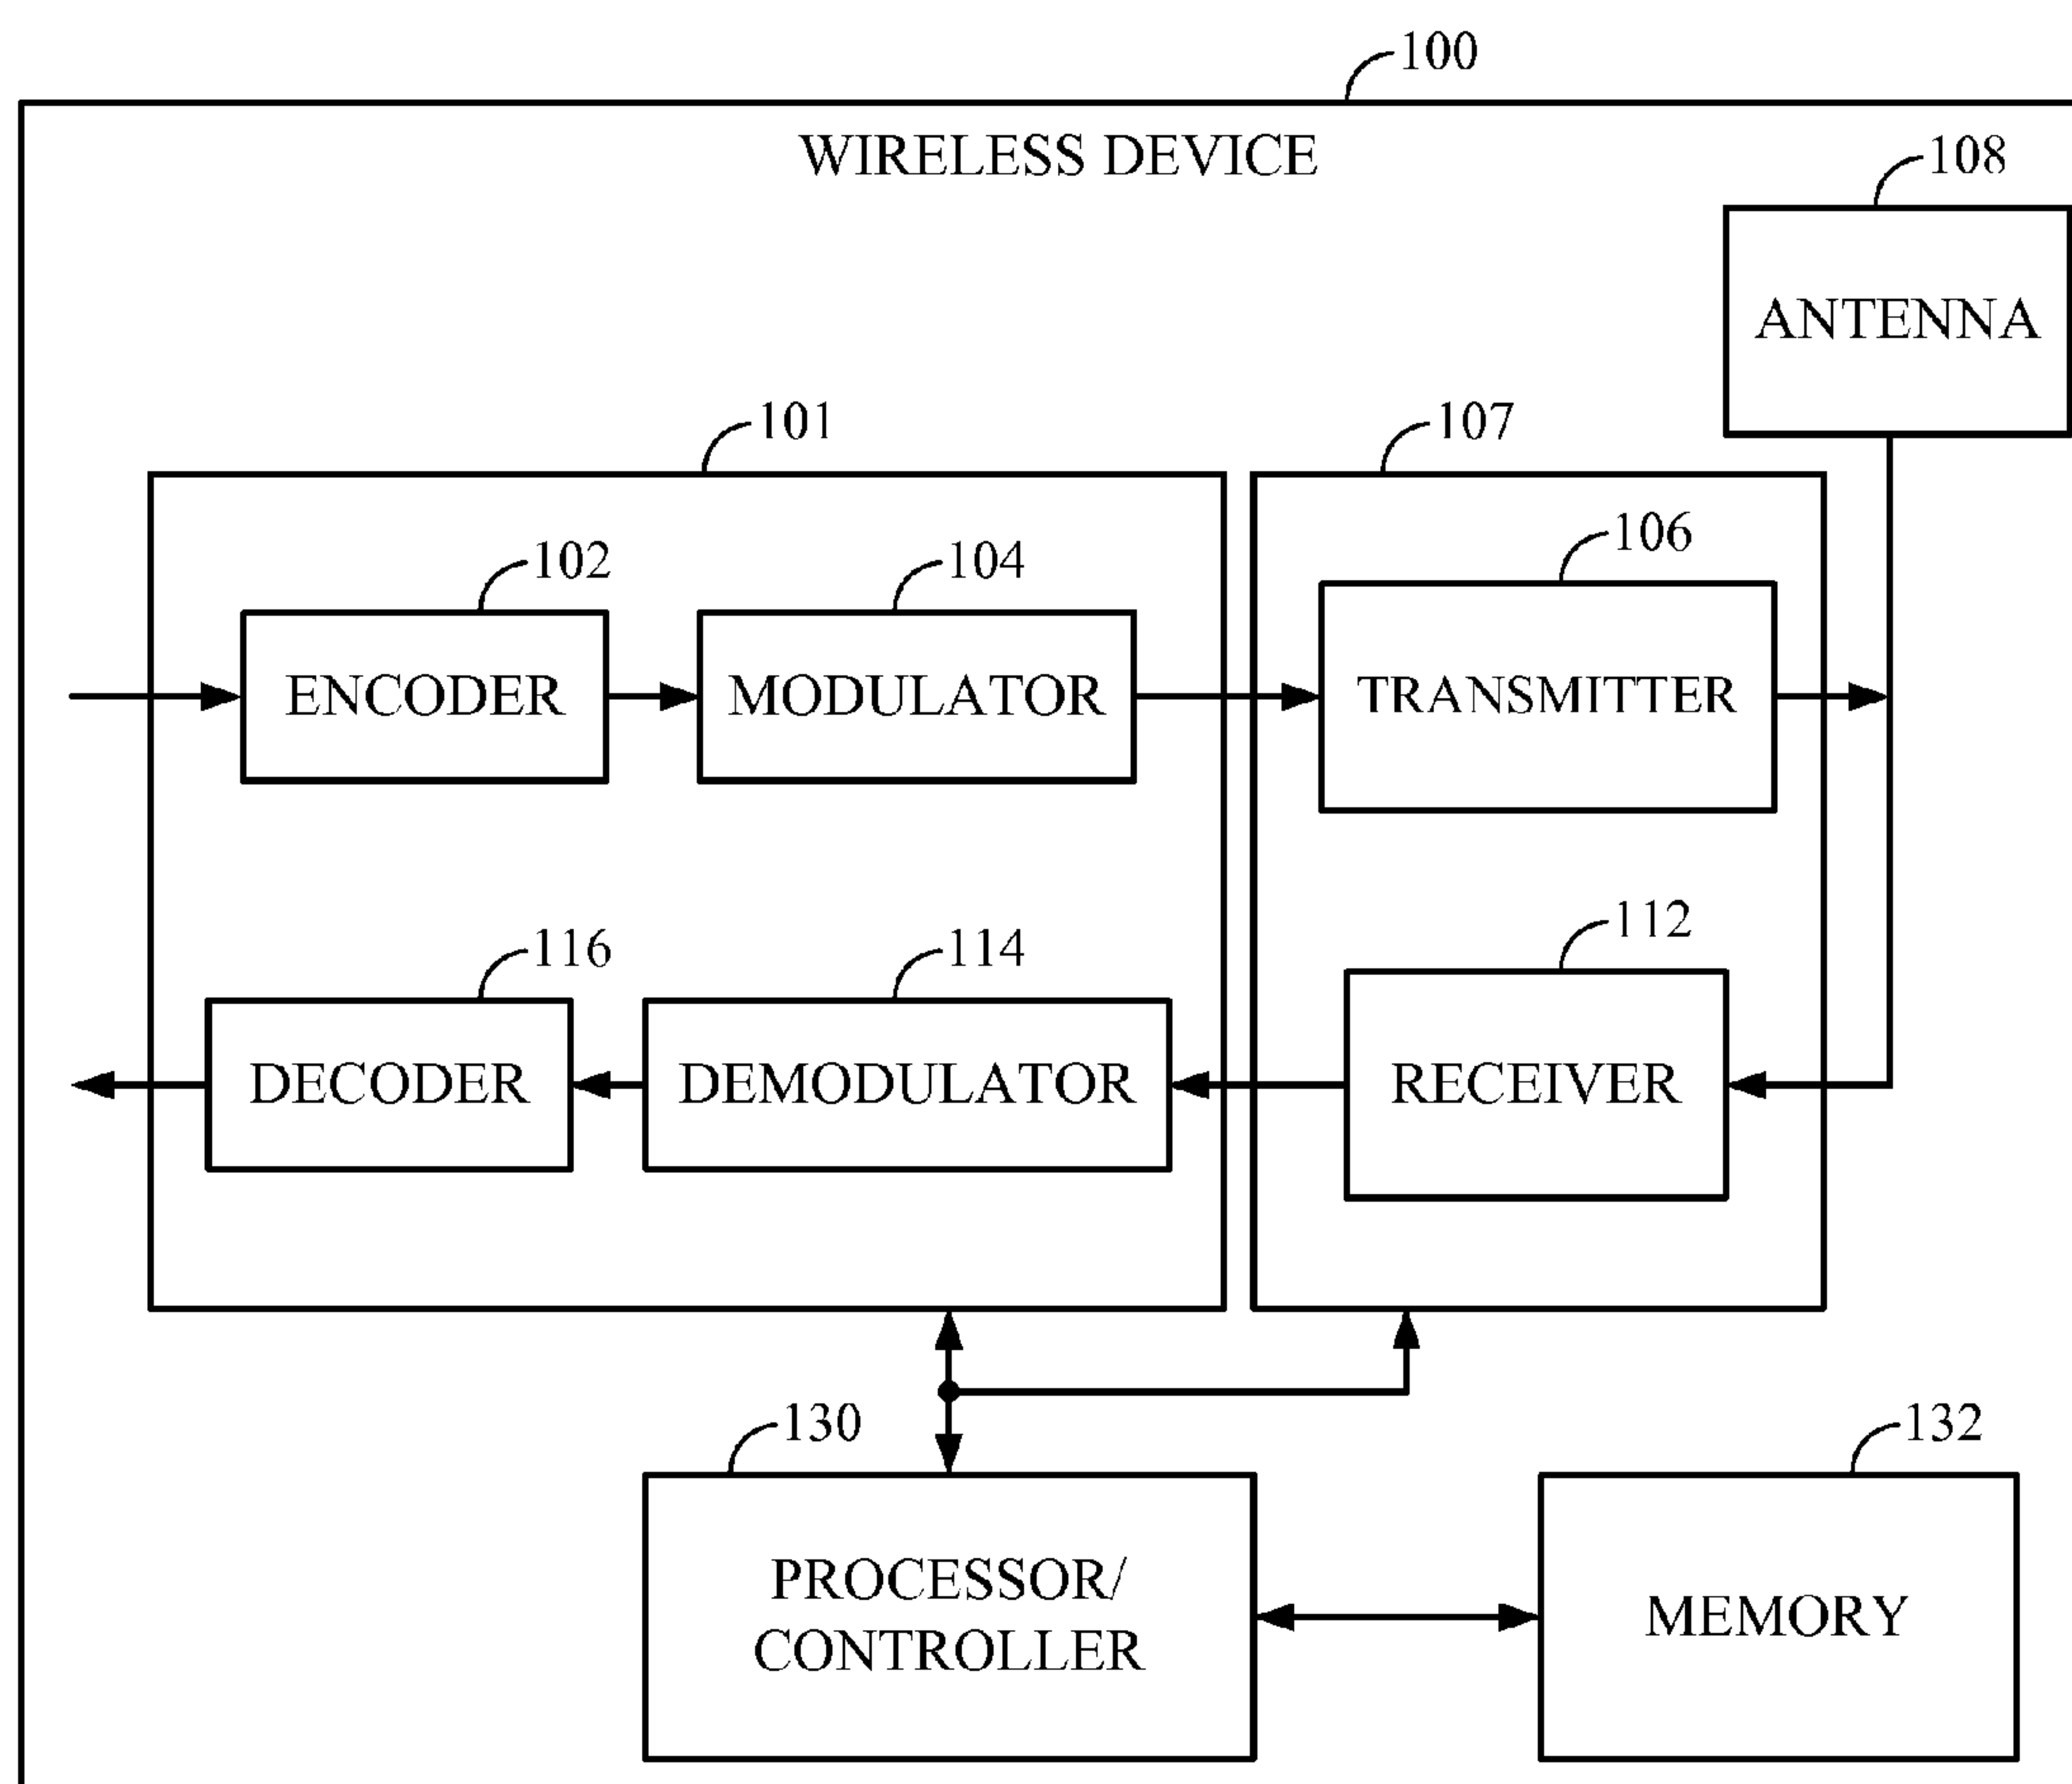 100
WIRELESS DEVICE
108
ANTENNA
101
107
102
104
106
ENCODER
MODULATOR
TRANSMITTER
116
114
112
DECODER
DEMODULATOR
RECEIVER
130
132
PROCESSOR/
CONTROLLER
MEMORY